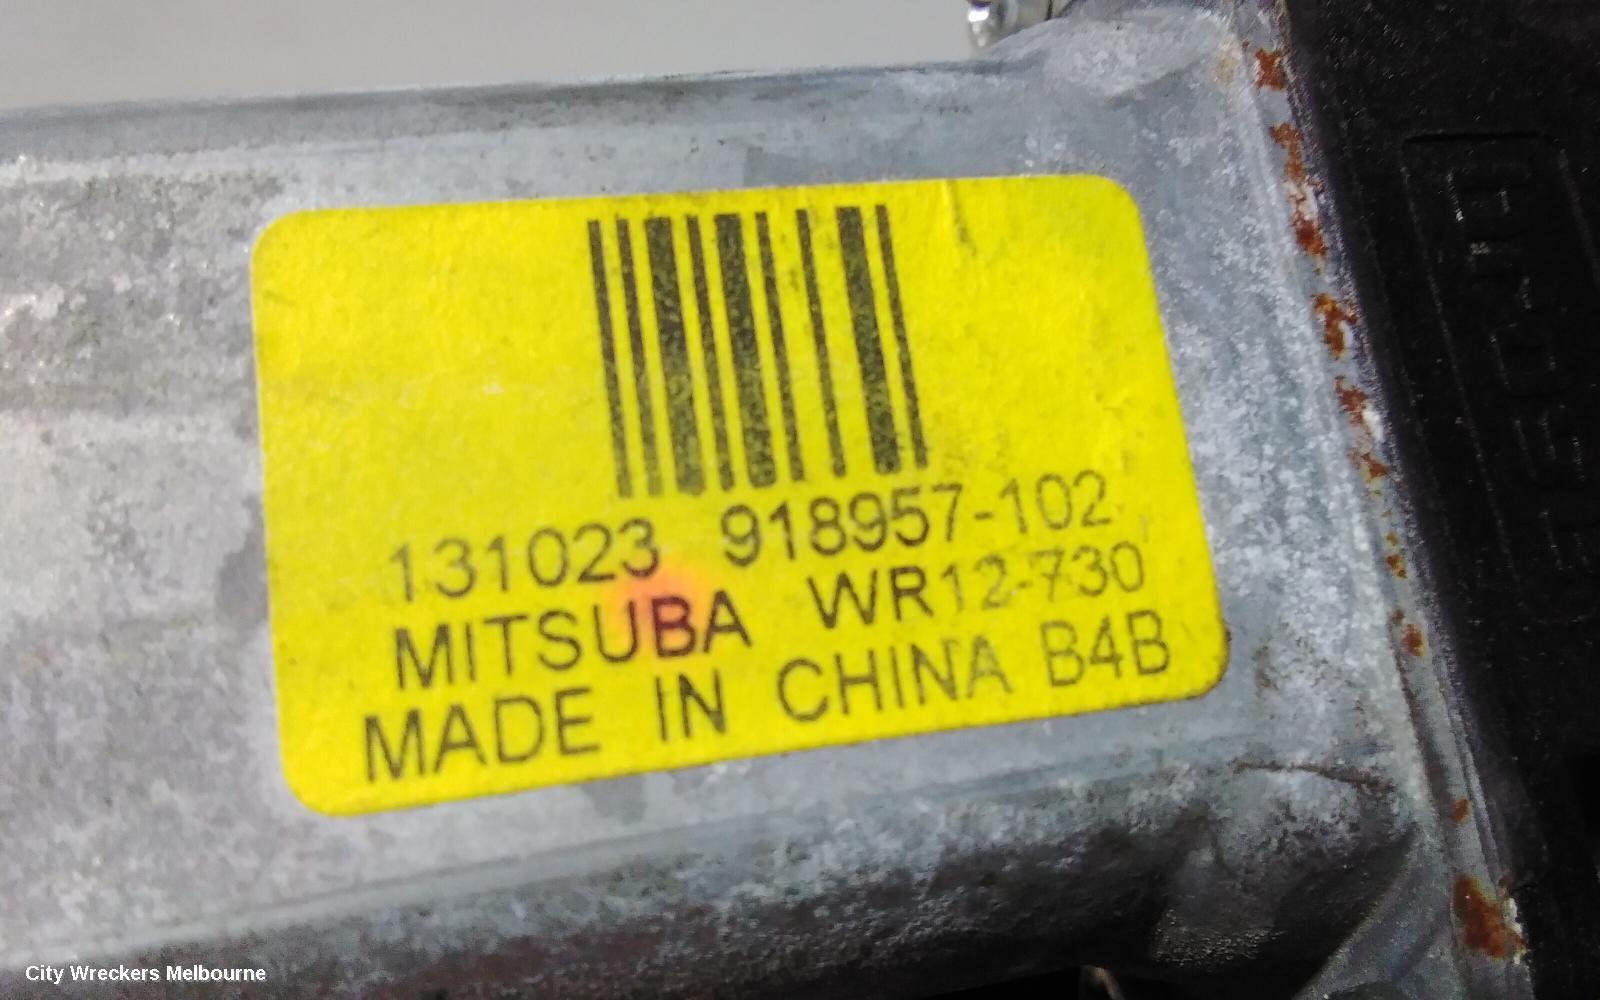 131023 918957-102
MITSUBA WR12-730
MADE IN CHINA B4B
City Wreckers Melbourne